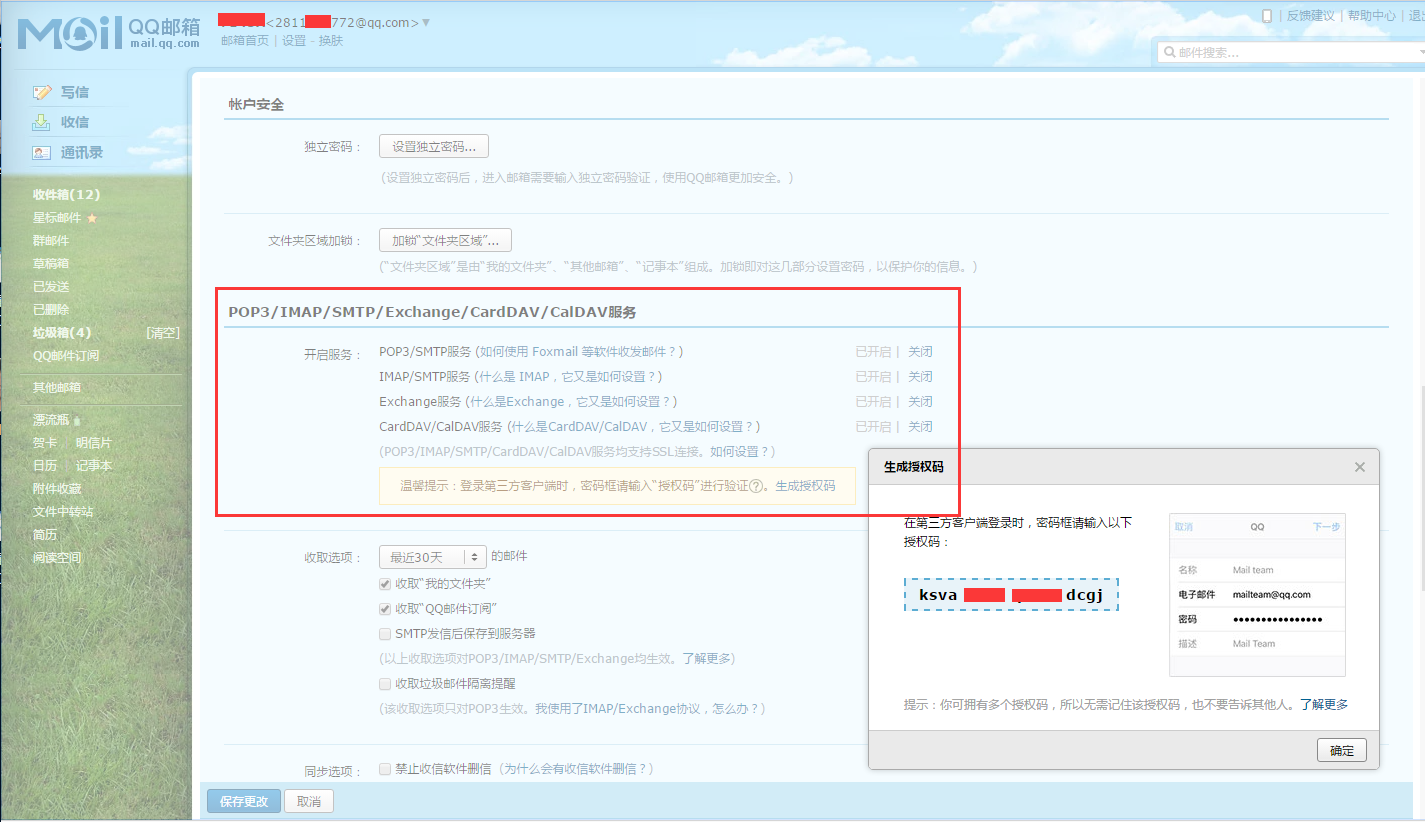 MOil QQ邮箱
mail.qq.com
<2811 772@qq.com>
邮箱首页 | 设置 - 换肤
反馈建议 | 帮助中心 | 退出
邮件搜索...
写信
收信
通讯录
收件箱(12)
星标邮件
群邮件
草稿箱
已发送
已删除
垃圾箱(4) [清空]
QQ邮件订阅
其他邮箱
漂流瓶
贺卡 | 明信片
日历 | 记事本
附件收藏
文件中转站
简历
阅读空间
帐户安全
独立密码： 设置独立密码...
(设置独立密码后，进入邮箱需要输入独立密码验证，使用QQ邮箱更加安全。)
文件夹区域加锁： 加锁“文件夹区域”...
(“文件夹区域”是由“我的文件夹”、“其他邮箱”、“记事本”组成。加锁即对这几部分设置密码，以保护你的信息。)
POP3/IMAP/SMTP/Exchange/CardDAV/CalDAV服务
开启服务： POP3/SMTP服务 (如何使用 Foxmail 等软件收发邮件？) 已开启 | 关闭
IMAP/SMTP服务 (什么是 IMAP，它又是如何设置？) 已开启 | 关闭
Exchange服务 (什么是Exchange，它又是如何设置？) 已开启 | 关闭
CardDAV/CalDAV服务 (什么是CardDAV/CalDAV，它又是如何设置？) 已开启 | 关闭
(POP3/IMAP/SMTP/CardDAV/CalDAV服务均支持SSL连接。如何设置？)
温馨提示：登录第三方客户端时，密码框请输入“授权码”进行验证?。生成授权码
收取选项： 最近30天 的邮件
收取“我的文件夹”
收取“QQ邮件订阅”
SMTP发信后保存到服务器
(以上收取选项对POP3/IMAP/SMTP/Exchange均生效。了解更多)
收取垃圾邮件隔离提醒
(该收取选项只对POP3生效。我使用了IMAP/Exchange协议，怎么办？)
同步选项： 禁止收信软件删信 (为什么会有收信软件删信？)
保存更改 取消
生成授权码 ×
在第三方客户端登录时，密码框请输入以下
授权码：
ksva dcgj
取消 QQ 下一步
名称 Mail team
电子邮件 mailteam@qq.com
密码 ●●●●●●●●●●●●●●●●
描述 Mail Team
提示：你可拥有多个授权码，所以无需记住该授权码，也不要告诉其他人。了解更多
确定